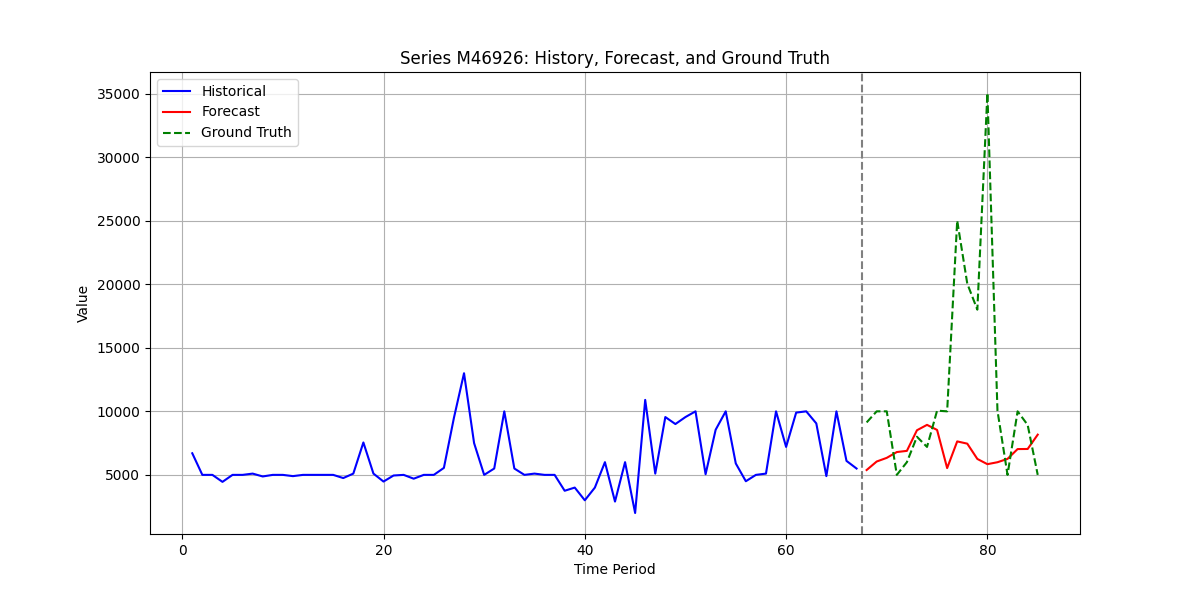 Series M46926: History, Forecast, and Ground Truth
Historical
Forecast
Ground Truth
Value
35000
30000
25000
20000
15000
10000
5000
0
20
40
60
80
Time Period